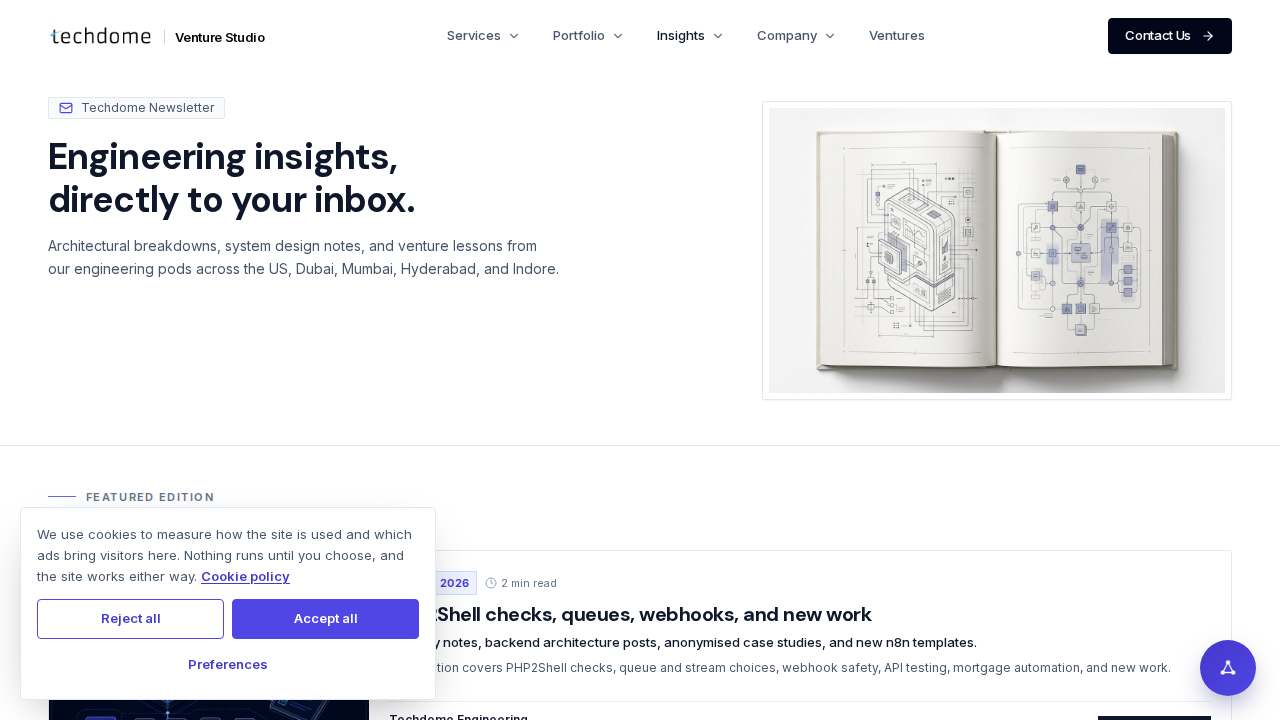 techdome
Venture Studio
Services
Portfolio
Insights
Company
Ventures
Contact Us
Techdome Newsletter
Engineering insights,
directly to your inbox.
Architectural breakdowns, system design notes, and venture lessons from
our engineering pods across the US, Dubai, Mumbai, Hyderabad, and Indore.
FEATURED EDITION
We use cookies to measure how the site is used and which
ads bring visitors here. Nothing runs until you choose, and
the site works either way. Cookie policy
Reject all
Accept all
Preferences
2026
2 min read
2Shell checks, queues, webhooks, and new work
notes, backend architecture posts, anonymised case studies, and new n8n templates.
covers PHP2Shell checks, queue and stream choices, webhook safety, API testing, mortgage automation, and new work.
Techdome Engineering